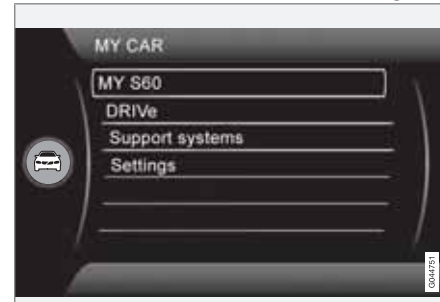 MY CAR
MY S60
DRIVe
Support systems
Settings
G044751